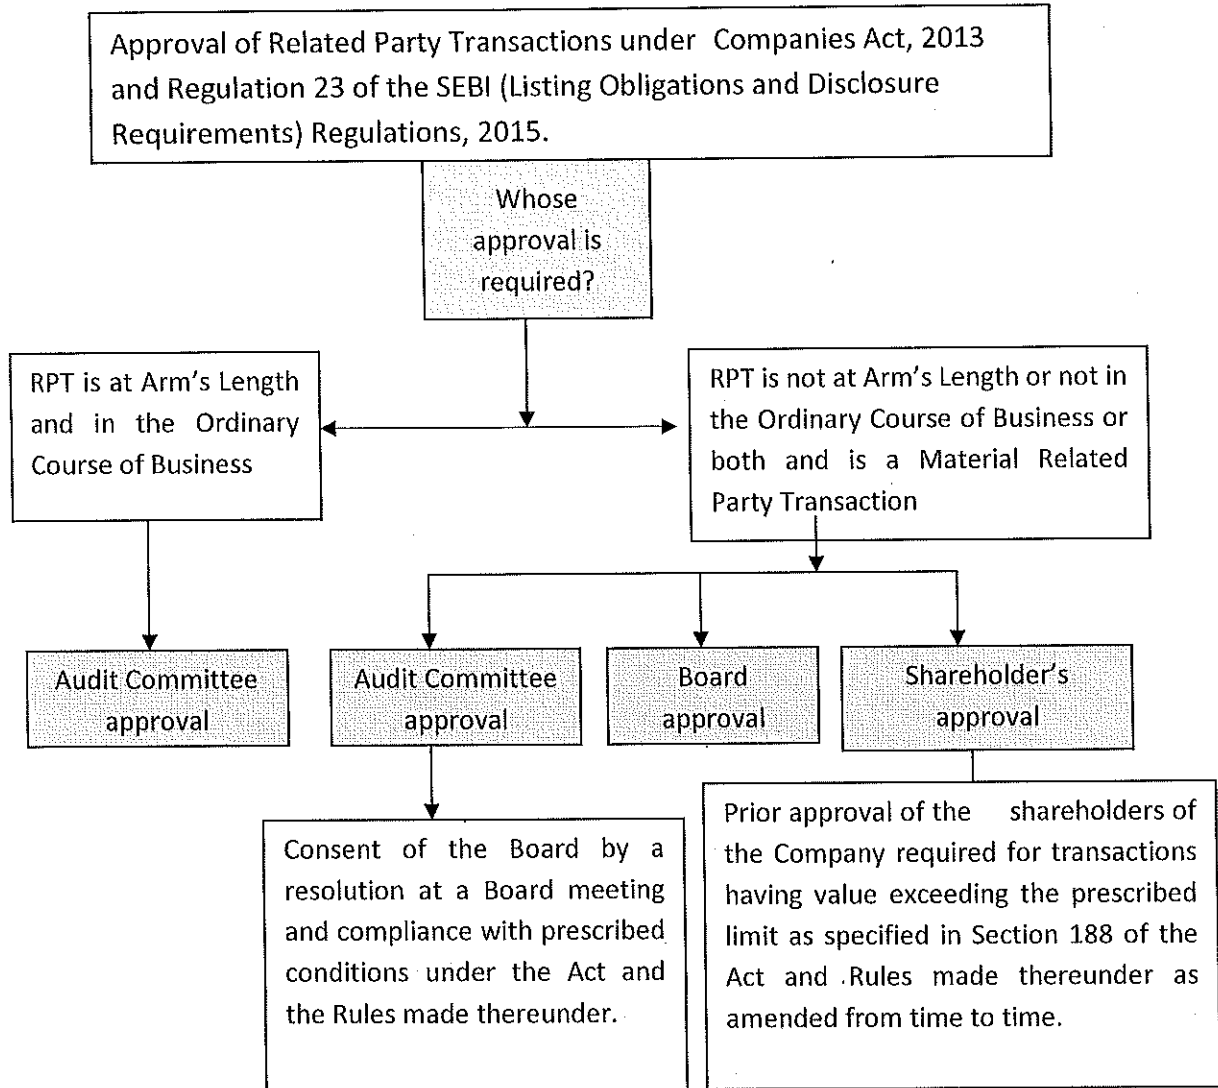 Approval of Related Party Transactions under Companies Act, 2013
and Regulation 23 of the SEBI (Listing Obligations and Disclosure
Requirements) Regulations, 2015.
Whose
approval is
required?
RPT is at Arm's Length
and in the Ordinary
Course of Business
RPT is not at Arm's Length or not in
the Ordinary Course of Business or
both and is a Material Related
Party Transaction
Audit Committee
approval
Audit Committee
approval
Board
approval
Shareholder's
approval
Consent of the Board by a
resolution at a Board meeting
and compliance with prescribed
conditions under the Act and
the Rules made thereunder.
Prior approval of the shareholders of
the Company required for transactions
having value exceeding the prescribed
limit as specified in Section 188 of the
Act and Rules made thereunder as
amended from time to time.